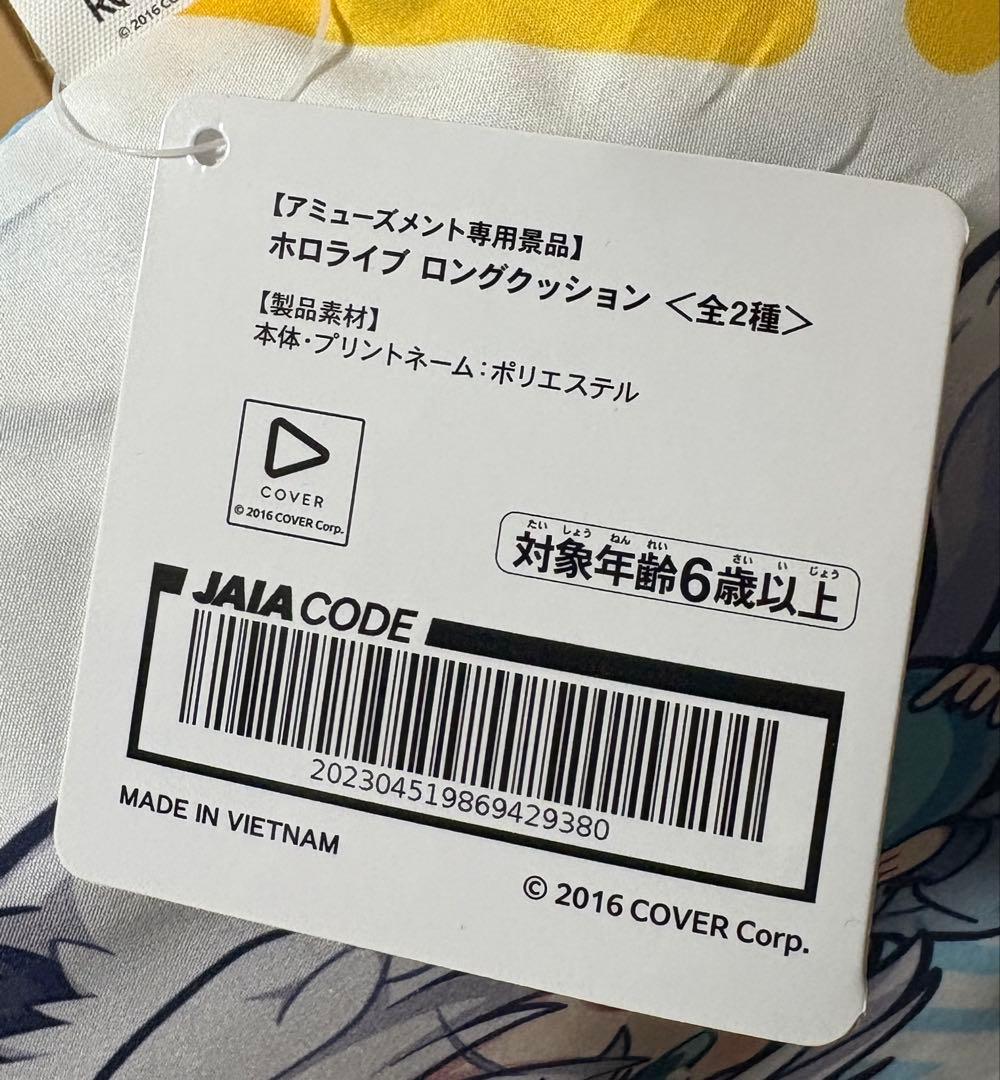 © 2016 CO
【アミューズメント専用景品】
ホロライブ ロングクッション <全2種>
【製品素材】
本体・プリントネーム:ポリエステル
COVER
© 2016 COVER Corp.
たい しょう ねん れい さい い じょう
対象年齢6歳以上
JAIA CODE
202304519869429380
MADE IN VIETNAM
© 2016 COVER Corp.